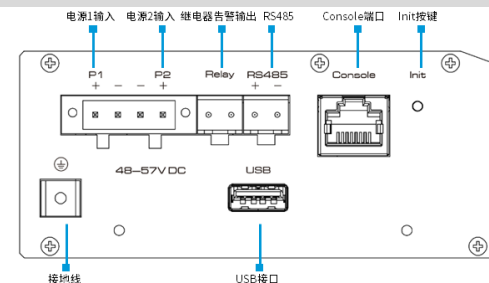 电源1输入 电源2输入 继电器告警输出 RS485 Console端口 Init按键
P1 P2 Relay RS485 Console Init
+ − − + + −
48-57V DC USB
接地线 USB接口